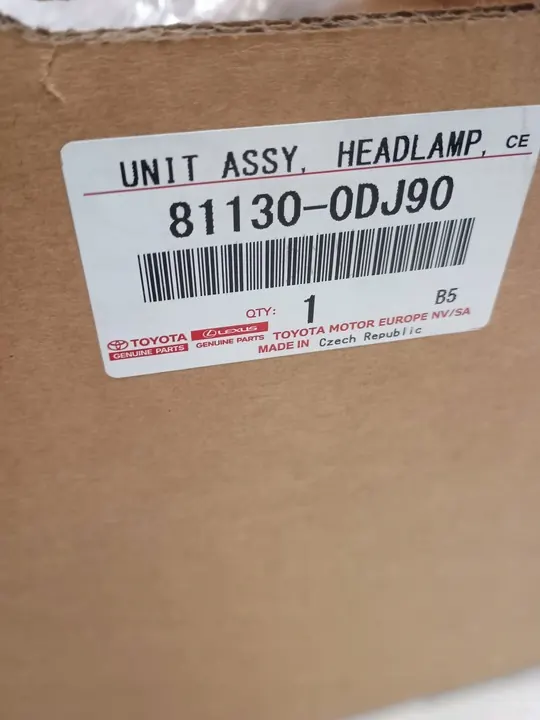 UNIT ASSY, HEADLAMP, CE
81130-0DJ90
QTY: 1 B5
TOYOTA GENUINE PARTS
LEXUS GENUINE PARTS
TOYOTA MOTOR EUROPE NV/SA
MADE IN Czech Republic